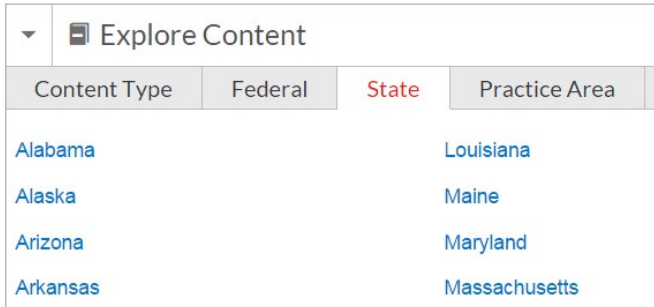 Explore Content
Content Type Federal State Practice Area
Alabama Louisiana
Alaska Maine
Arizona Maryland
Arkansas Massachusetts